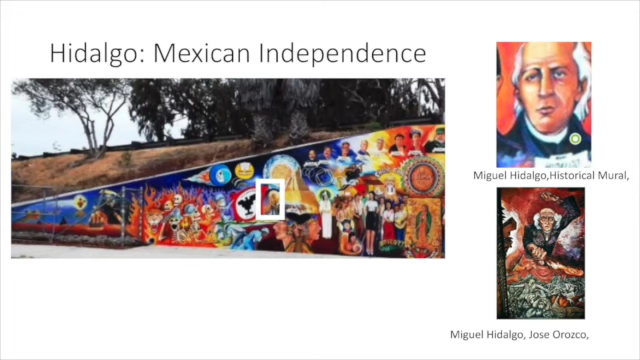 Hidalgo: Mexican Independence
Miguel Hidalgo,Historical Mural,
Miguel Hidalgo, Jose Orozco,